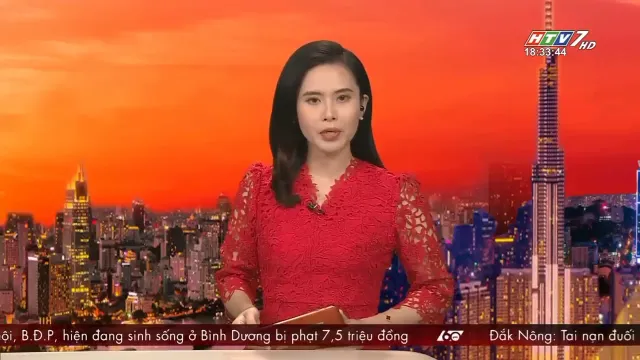 HTV7 HD
18:33:44
ội, B.Đ.P, hiện đang sinh sống ở Bình Dương bị phạt 7,5 triệu đồng 60 Đắk Nông: Tai nạn đuối